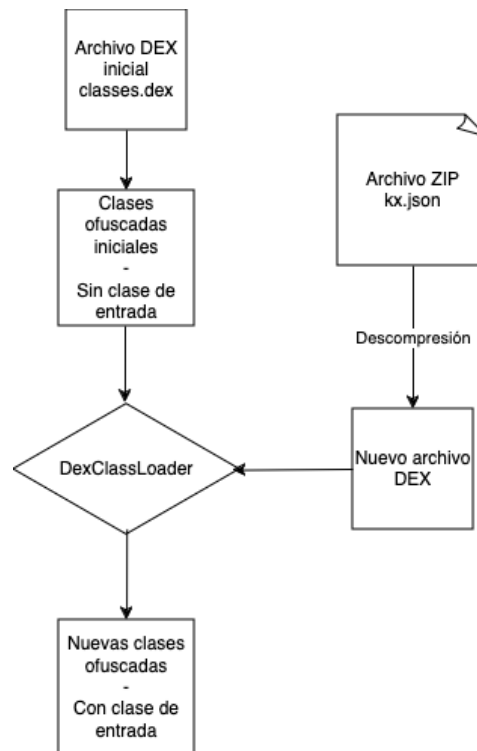 Archivo DEX
inicial
classes.dex
Clases
ofuscadas
iniciales
-
Sin clase de
entrada
Archivo ZIP
kx.json
Descompresión
DexClassLoader
Nuevo archivo
DEX
Nuevas clases
ofuscadas
-
Con clase de
entrada